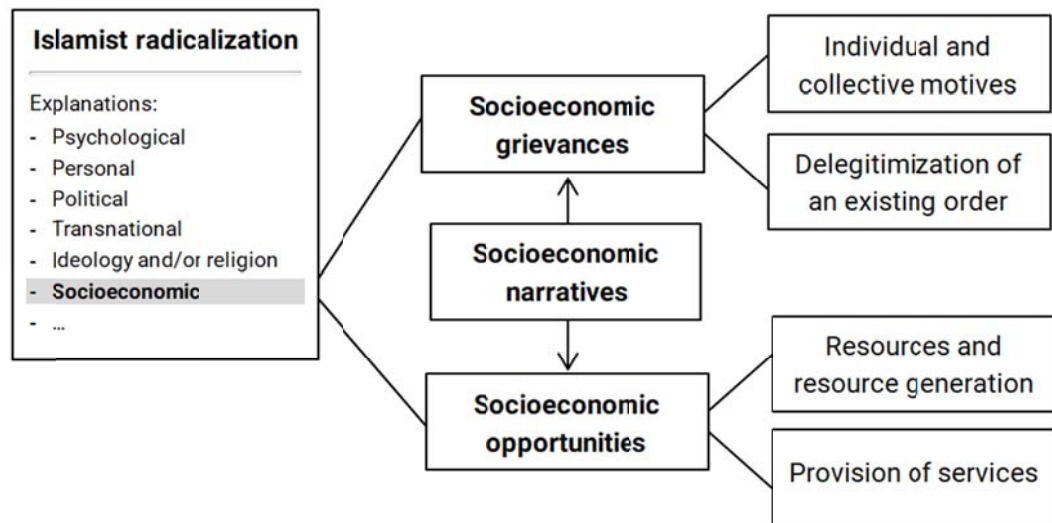 Islamist radicalization
Explanations:
- Psychological
- Personal
- Political
- Transnational
- Ideology and/or religion
- Socioeconomic
- ...
Socioeconomic
grievances
Socioeconomic
narratives
Socioeconomic
opportunities
Individual and
collective motives
Delegitimization of
an existing order
Resources and
resource generation
Provision of services